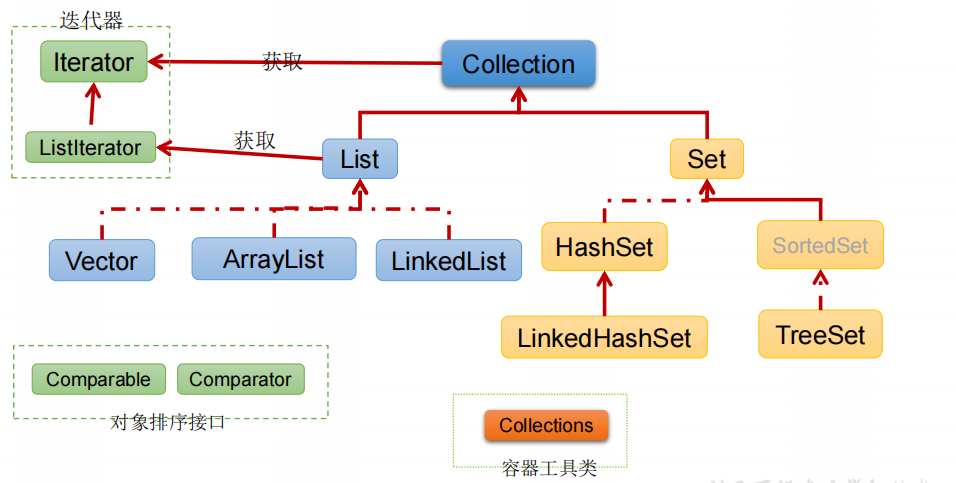 迭代器
Iterator
获取
Collection
ListIterator
获取
List
Set
Vector
ArrayList
LinkedList
HashSet
SortedSet
LinkedHashSet
TreeSet
Comparable
Comparator
对象排序接口
Collections
容器工具类